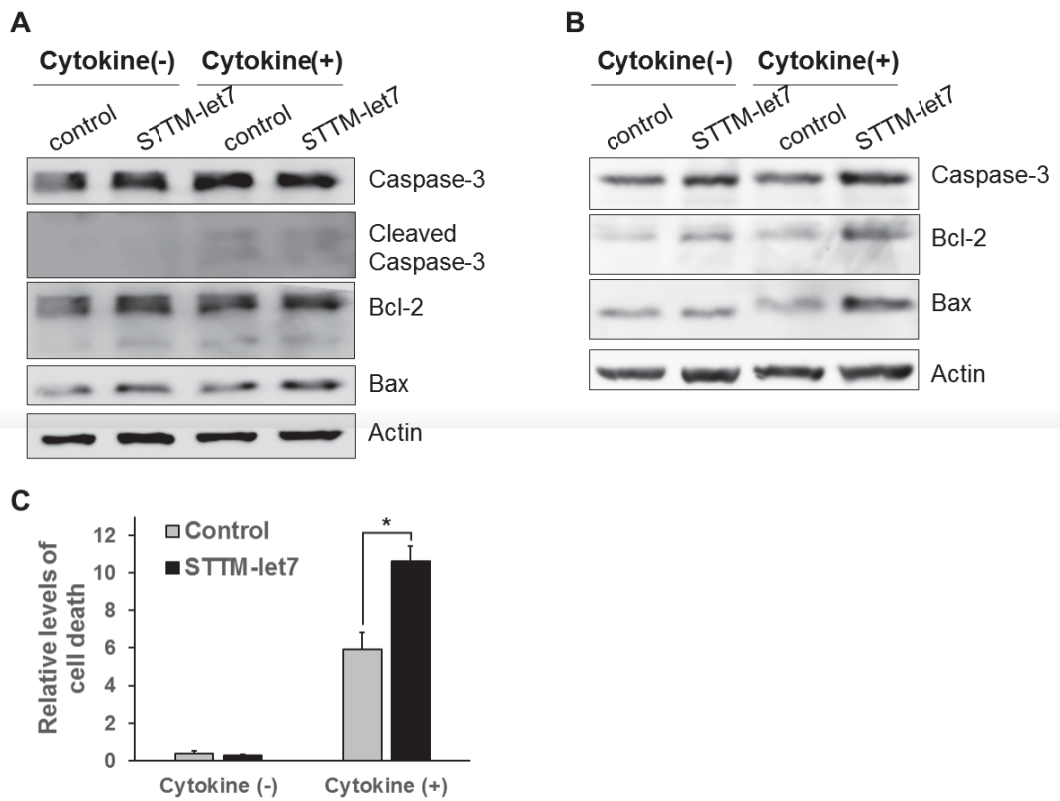 A
Cytokine(-) Cytokine(+)
control STTM-let7 control STTM-let7
Caspase-3
Cleaved
Caspase-3
Bcl-2
Bax
Actin
B
Cytokine(-) Cytokine(+)
control STTM-let7 control STTM-let7
Caspase-3
Bcl-2
Bax
Actin
C
Relative levels of
cell death
12
10
8
6
4
2
0
Control
STTM-let7
*
Cytokine (-) Cytokine (+)